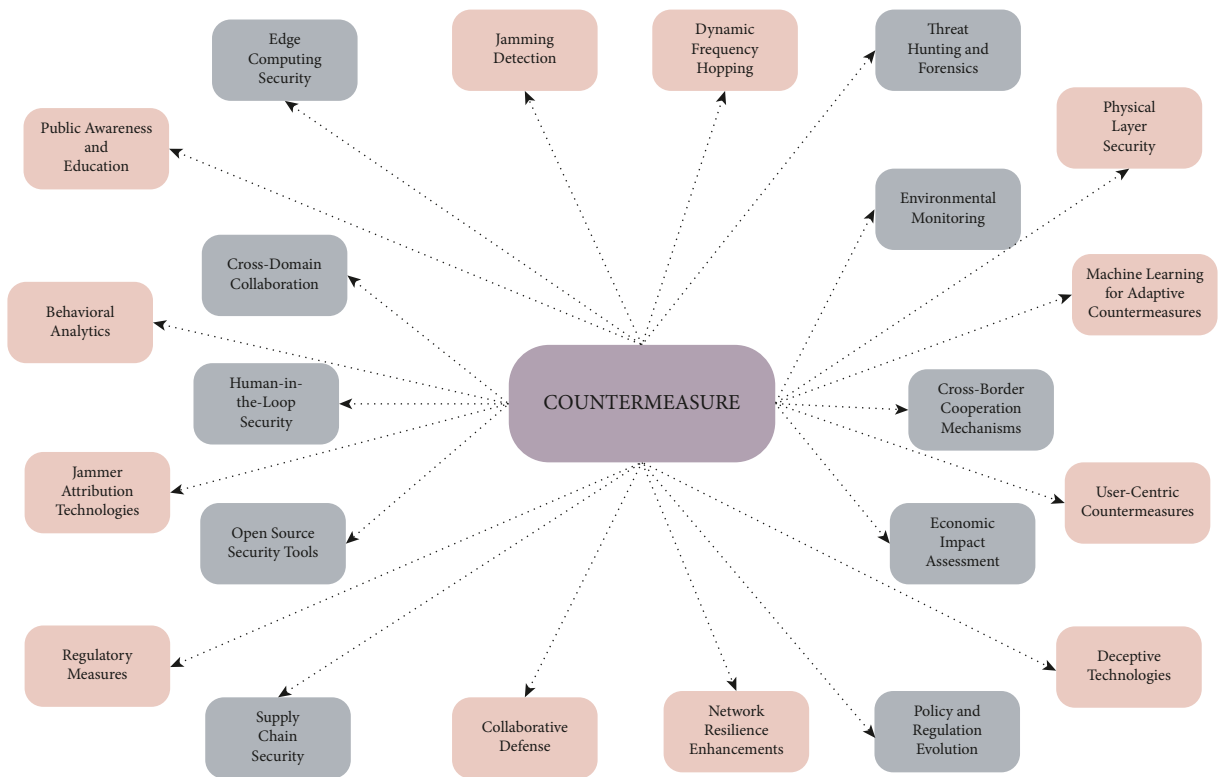 Edge
Computing
Security
Jamming
Detection
Dynamic
Frequency
Hopping
Threat
Hunting and
Forensics
Public Awareness
and
Education
Physical
Layer
Security
Environmental
Monitoring
Cross-Domain
Collaboration
Machine Learning
for Adaptive
Countermeasures
Behavioral
Analytics
Human-in-
the-Loop
Security
COUNTERMEASURE
Cross-Border
Cooperation
Mechanisms
Jammer
Attribution
Technologies
User-Centric
Countermeasures
Open Source
Security Tools
Economic
Impact
Assessment
Regulatory
Measures
Deceptive
Technologies
Supply
Chain
Security
Collaborative
Defense
Network
Resilience
Enhancements
Policy and
Regulation
Evolution